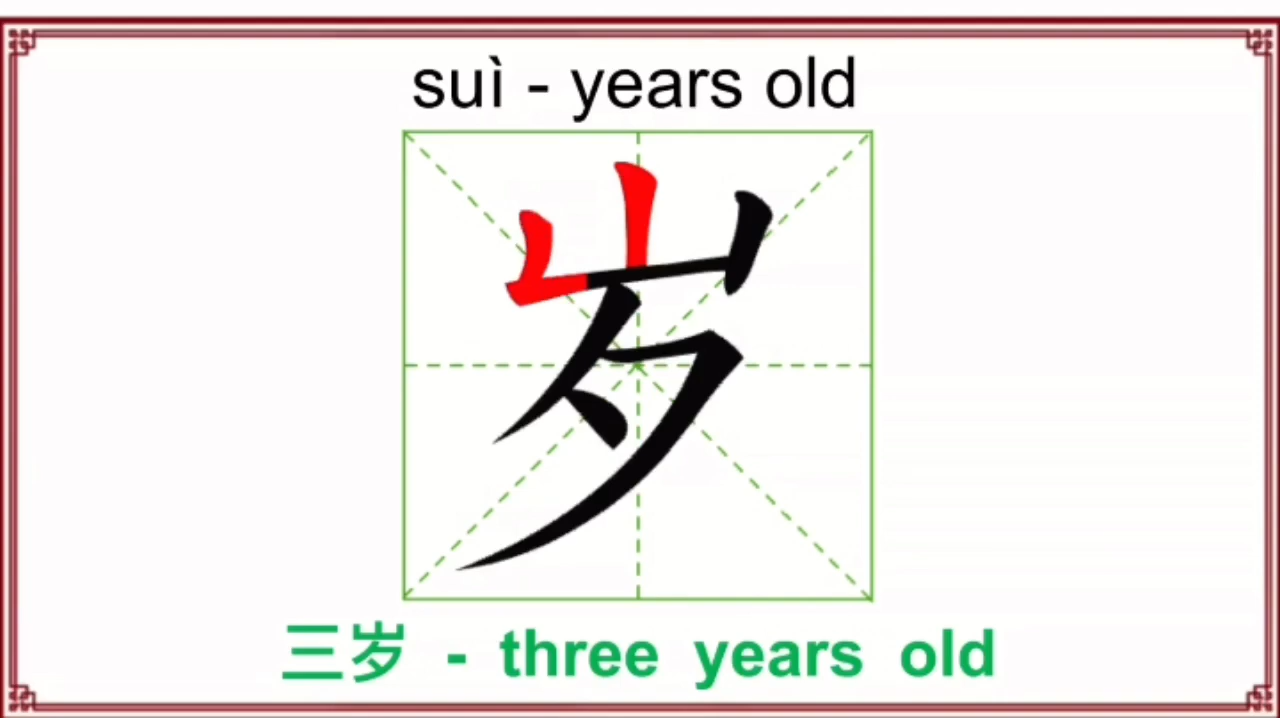 suì - years old
岁
三岁 - three years old